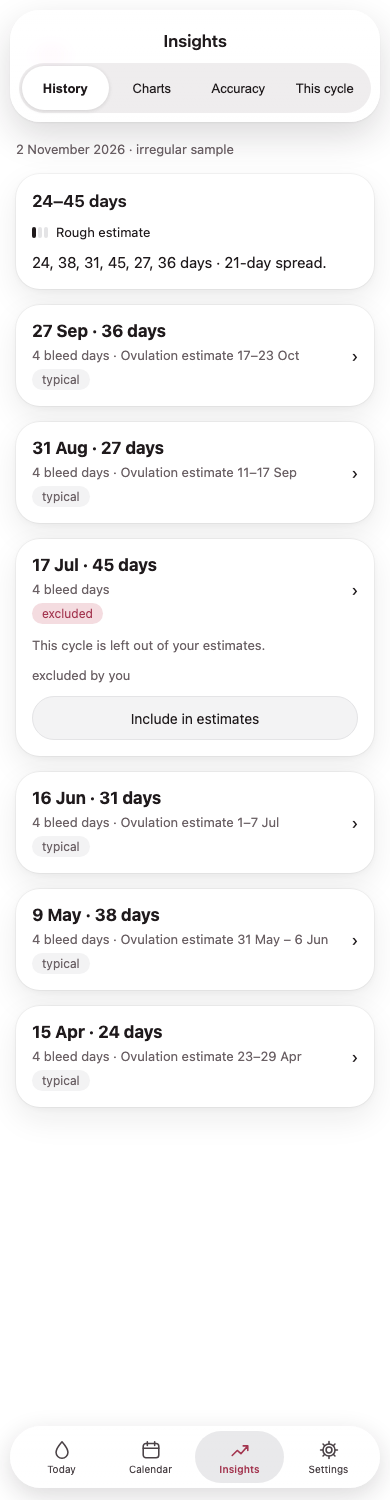 Insights
History
Charts
Accuracy
This cycle
2 November 2026 · irregular sample
24–45 days
Rough estimate
24, 38, 31, 45, 27, 36 days · 21-day spread.
27 Sep · 36 days
4 bleed days · Ovulation estimate 17–23 Oct
›
typical
31 Aug · 27 days
4 bleed days · Ovulation estimate 11–17 Sep
›
typical
17 Jul · 45 days
4 bleed days
›
excluded
This cycle is left out of your estimates.
excluded by you
Include in estimates
16 Jun · 31 days
4 bleed days · Ovulation estimate 1–7 Jul
›
typical
9 May · 38 days
4 bleed days · Ovulation estimate 31 May – 6 Jun
›
typical
15 Apr · 24 days
4 bleed days · Ovulation estimate 23–29 Apr
›
typical
Today
Calendar
Insights
Settings